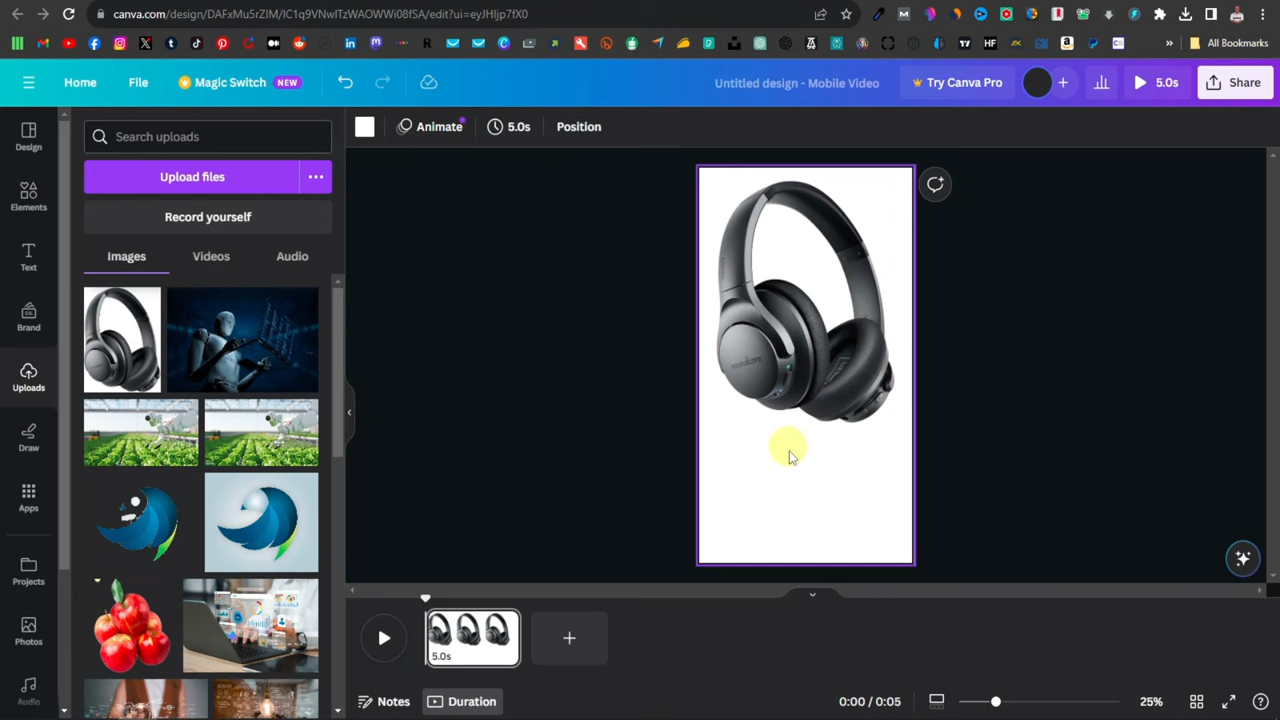 canva.com/design/DAFxMu5rZIM/IC1q9VNwITzWAOWWi08fSA/edit?ui=eyJHIjp7fX0
All Bookmarks
Home
File
Magic Switch
NEW
Untitled design - Mobile Video
Try Canva Pro
5.0s
Share
Design
Elements
Text
Brand
Uploads
Draw
Apps
Projects
Photos
Audio
Search uploads
Upload files
Record yourself
Images
Videos
Audio
Animate
5.0s
Position
soundcore
5.0s
Notes
Duration
0:00 / 0:05
25%